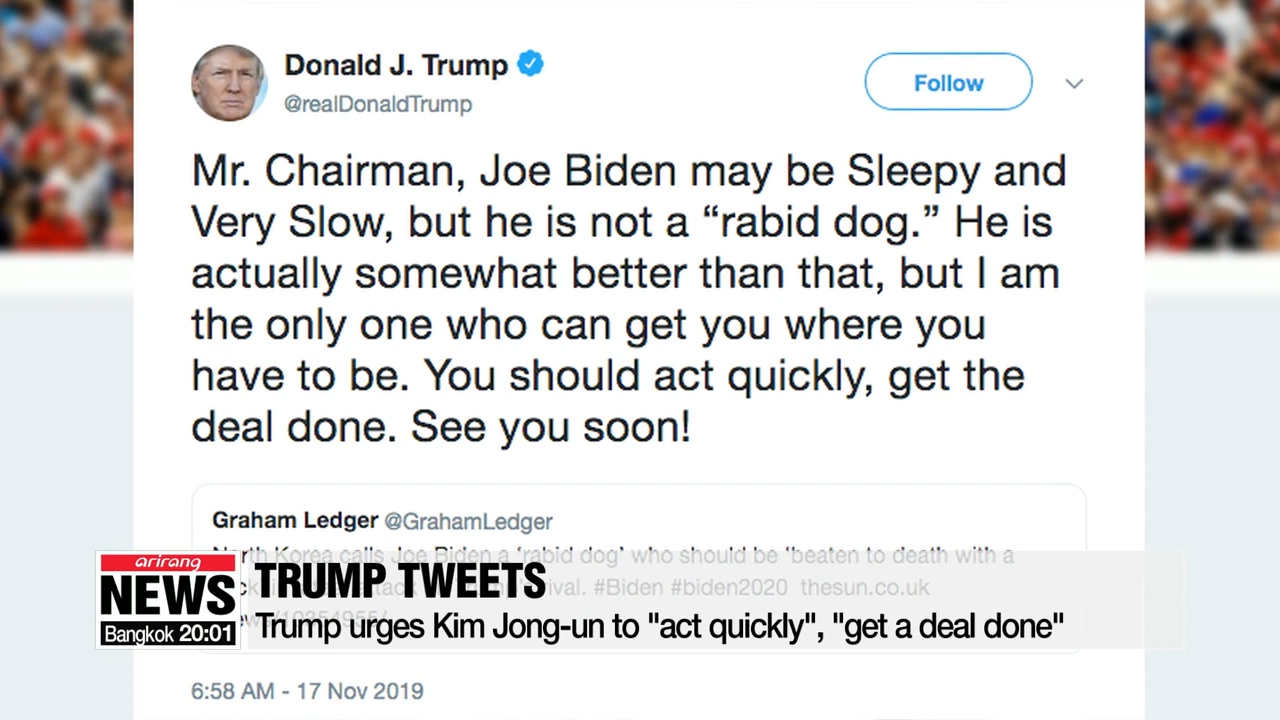 Donald J. Trump
@realDonaldTrump
Follow
Mr. Chairman, Joe Biden may be Sleepy and
Very Slow, but he is not a “rabid dog.” He is
actually somewhat better than that, but I am
the only one who can get you where you
have to be. You should act quickly, get the
deal done. See you soon!
Graham Ledger @GrahamLedger
North Korea calls Joe Biden a ‘rabid dog’ who should be ‘beaten to death with a
rival. #Biden #biden2020 thesun.co.uk
arirang
NEWS
Bangkok 20:01
TRUMP TWEETS
Trump urges Kim Jong-un to "act quickly", "get a deal done"
6:58 AM - 17 Nov 2019